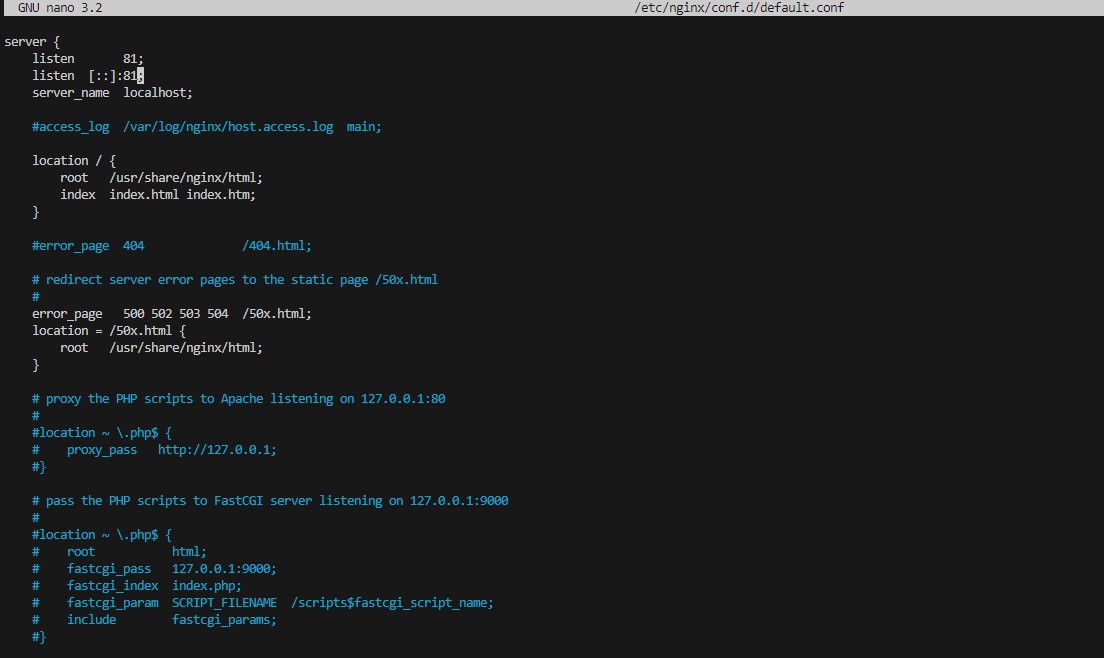 GNU nano 3.2 /etc/nginx/conf.d/default.conf
server {
    listen       81;
    listen  [::]:81;
    server_name  localhost;
    #access_log  /var/log/nginx/host.access.log  main;
    location / {
        root   /usr/share/nginx/html;
        index  index.html index.htm;
    }
    #error_page  404              /404.html;
    # redirect server error pages to the static page /50x.html
    #
    error_page   500 502 503 504  /50x.html;
    location = /50x.html {
        root   /usr/share/nginx/html;
    }
    # proxy the PHP scripts to Apache listening on 127.0.0.1:80
    #
    #location ~ \.php$ {
    #    proxy_pass   http://127.0.0.1;
    #}
    # pass the PHP scripts to FastCGI server listening on 127.0.0.1:9000
    #
    #location ~ \.php$ {
    #    root           html;
    #    fastcgi_pass   127.0.0.1:9000;
    #    fastcgi_index  index.php;
    #    fastcgi_param  SCRIPT_FILENAME  /scripts$fastcgi_script_name;
    #    include        fastcgi_params;
    #}